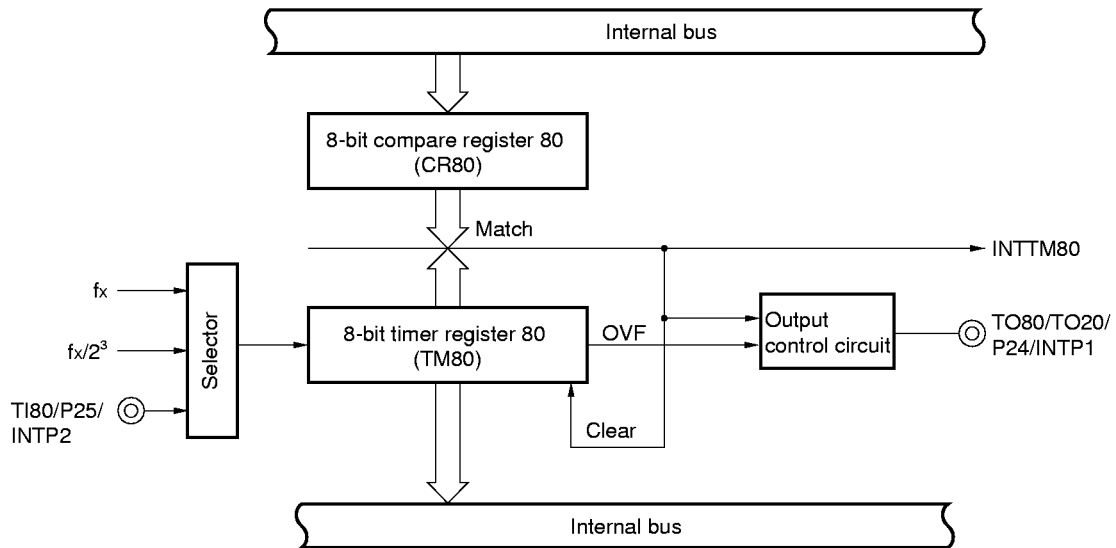 Internal bus
8-bit compare register 80
(CR80)
Match
INTTM80
fx
fx/2³
TI80/P25/
INTP2
Selector
8-bit timer register 80
(TM80)
OVF
Clear
Output
control circuit
TO80/TO20/
P24/INTP1
Internal bus